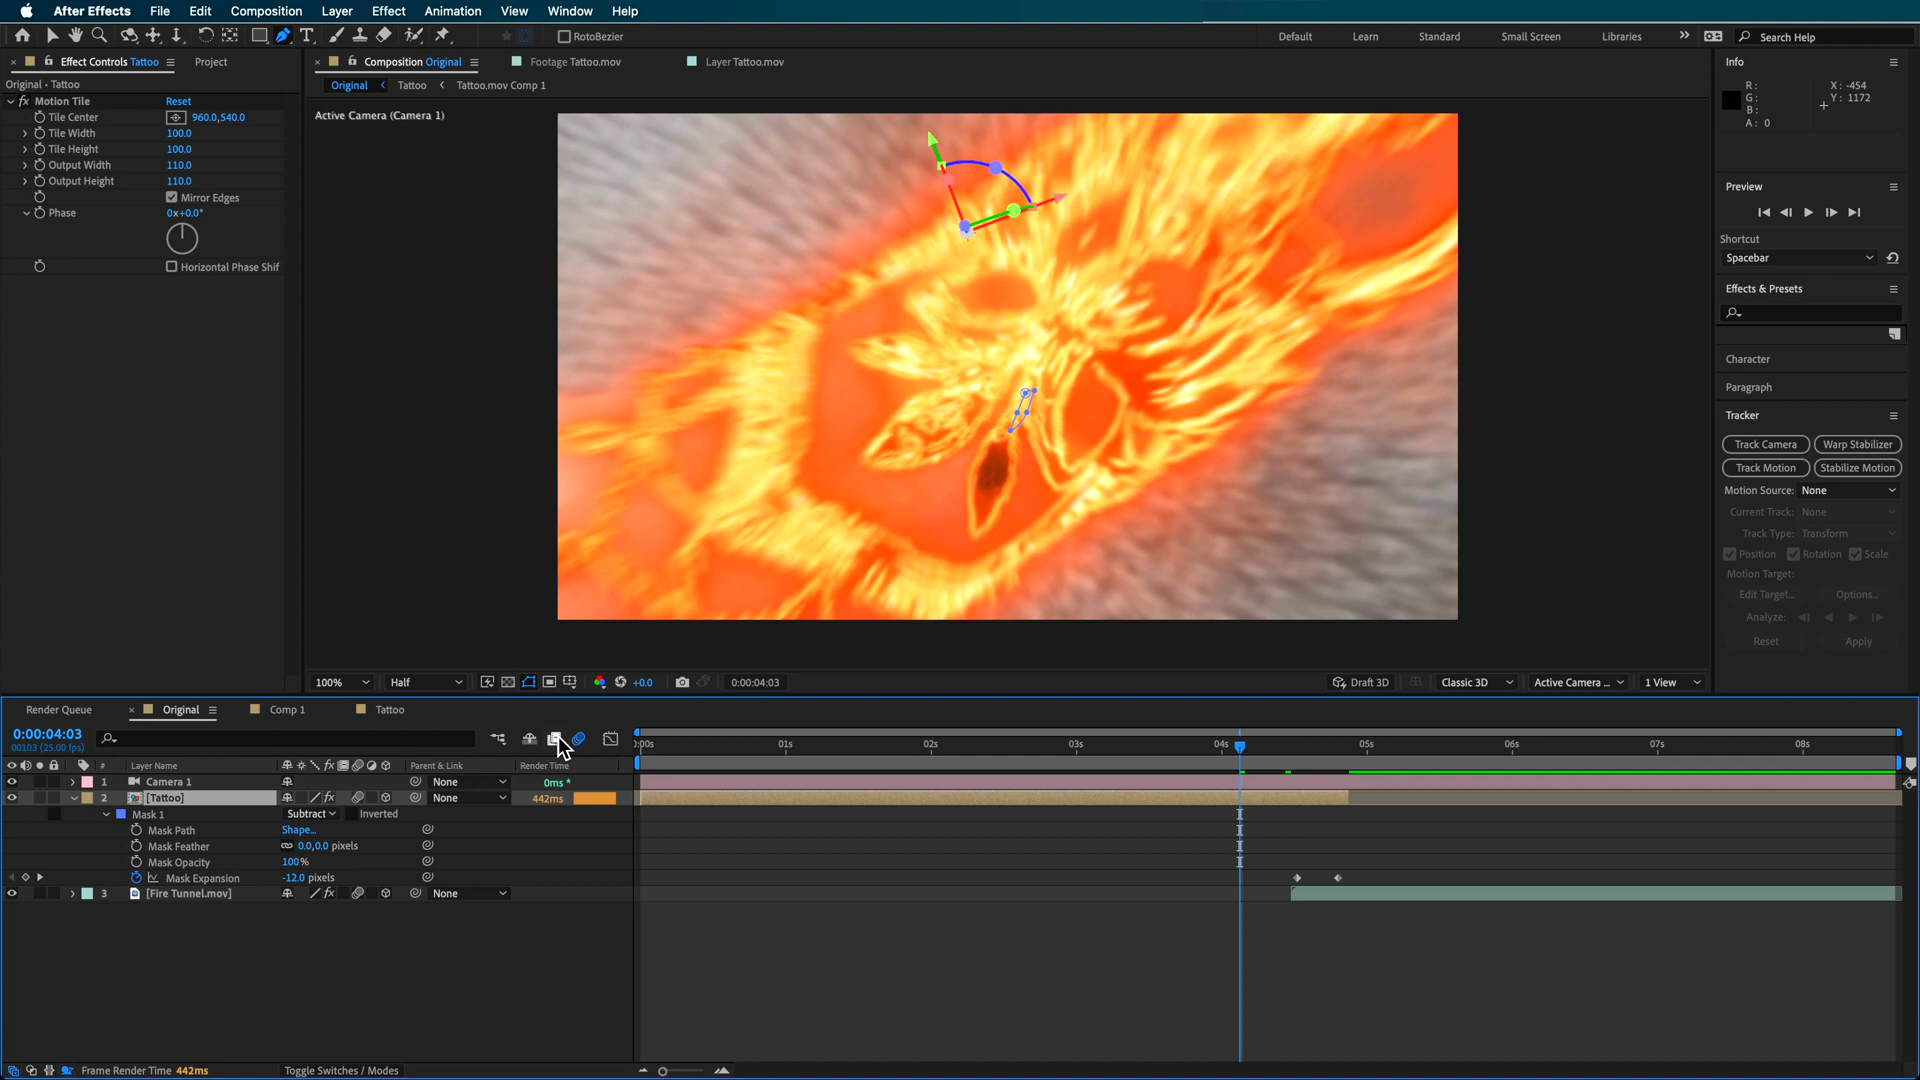 After Effects File Edit Composition Layer Effect Animation View Window Help
RotoBezier Default Learn Standard Small Screen Libraries Search Help
Effect Controls Tattoo Project
Original • Tattoo
fx Motion Tile Reset
Tile Center 960.0,540.0
Tile Width 100.0
Tile Height 100.0
Output Width 110.0
Output Height 110.0
Mirror Edges
Phase 0x+0.0°
Horizontal Phase Shif
Composition Original Footage Tattoo.mov Layer Tattoo.mov
Original Tattoo Tattoo.mov Comp 1
Active Camera (Camera 1)
100% Half +0.0 0:00:04:03 Draft 3D Classic 3D Active Camera ... 1 View
Info
R: X: -454
G: Y: 1172
B:
A: 0
Preview
Shortcut
Spacebar
Effects & Presets
Character
Paragraph
Tracker
Track Camera Warp Stabilizer
Track Motion Stabilize Motion
Motion Source: None
Current Track: None
Track Type: Transform
Position Rotation Scale
Motion Target:
Edit Target... Options...
Analyze:
Reset Apply
Render Queue Original Comp 1 Tattoo
0:00:04:03
00103 (25.00 fps)
):00s 01s 02s 03s 04s 05s 06s 07s 08s
# Layer Name fx Parent & Link Render Time
1 Camera 1 None 0ms *
2 [Tattoo] fx None 442ms
Mask 1 Subtract Inverted
Mask Path Shape...
Mask Feather 0.0,0.0 pixels
Mask Opacity 100%
Mask Expansion -12.0 pixels
3 [Fire Tunnel.mov] fx None
Frame Render Time 442ms Toggle Switches / Modes